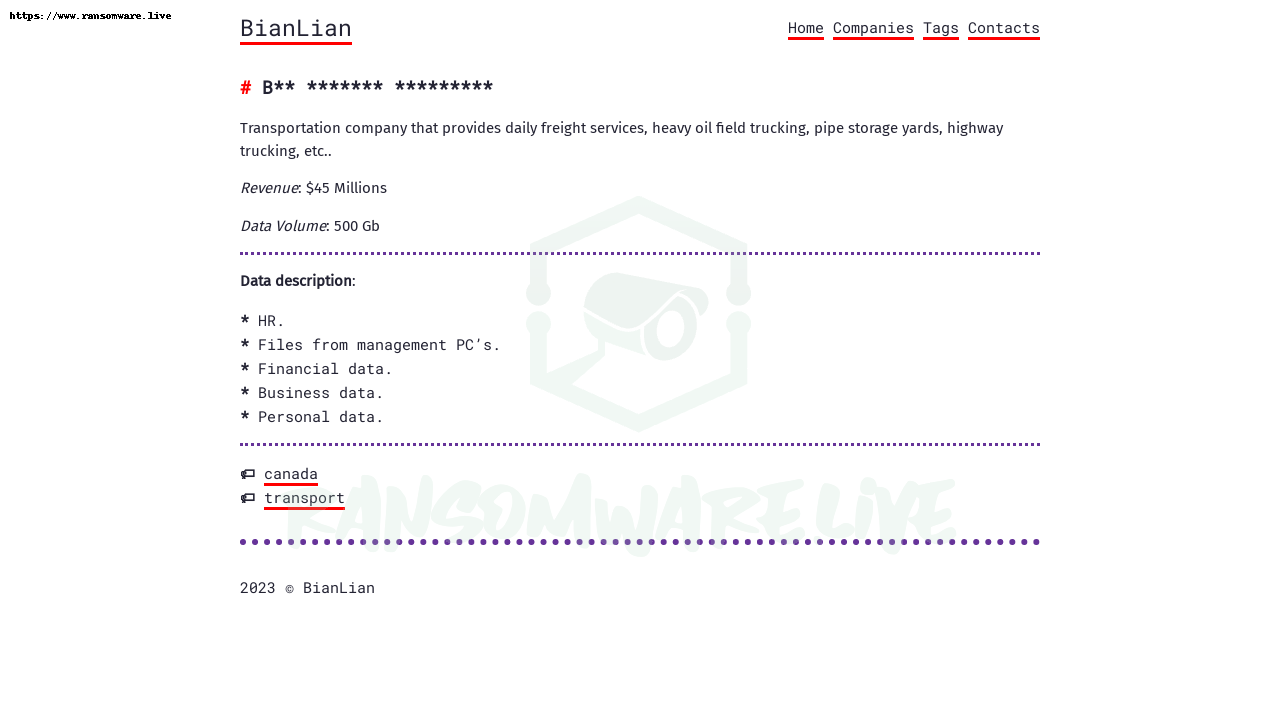 https://www.ransomware.live
BianLian
Home Companies Tags Contacts
# B** ******* *********
Transportation company that provides daily freight services, heavy oil field trucking, pipe storage yards, highway
trucking, etc..
Revenue: $45 Millions
Data Volume: 500 Gb
Data description:
* HR.
* Files from management PC’s.
* Financial data.
* Business data.
* Personal data.
canada
transport
RANSOMWARE.LIVE
2023 © BianLian